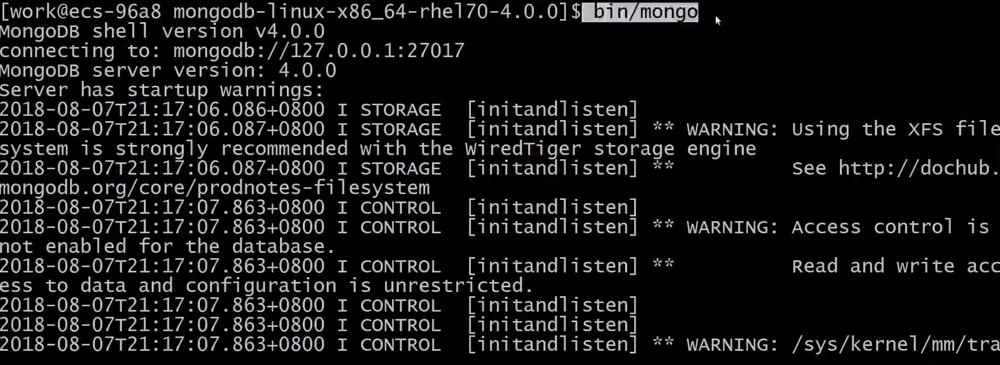 [work@ecs-96a8 mongodb-linux-x86_64-rhel70-4.0.0]$ bin/mongo
MongoDB shell version v4.0.0
connecting to: mongodb://127.0.0.1:27017
MongoDB server version: 4.0.0
Server has startup warnings:
2018-08-07T21:17:06.086+0800 I STORAGE  [initandlisten]
2018-08-07T21:17:06.087+0800 I STORAGE  [initandlisten] ** WARNING: Using the XFS file
system is strongly recommended with the WiredTiger storage engine
2018-08-07T21:17:06.087+0800 I STORAGE  [initandlisten] **          See http://dochub.
mongodb.org/core/prodnotes-filesystem
2018-08-07T21:17:07.863+0800 I CONTROL  [initandlisten]
2018-08-07T21:17:07.863+0800 I CONTROL  [initandlisten] ** WARNING: Access control is
not enabled for the database.
2018-08-07T21:17:07.863+0800 I CONTROL  [initandlisten] **          Read and write acc
ess to data and configuration is unrestricted.
2018-08-07T21:17:07.863+0800 I CONTROL  [initandlisten]
2018-08-07T21:17:07.863+0800 I CONTROL  [initandlisten]
2018-08-07T21:17:07.863+0800 I CONTROL  [initandlisten] ** WARNING: /sys/kernel/mm/tra